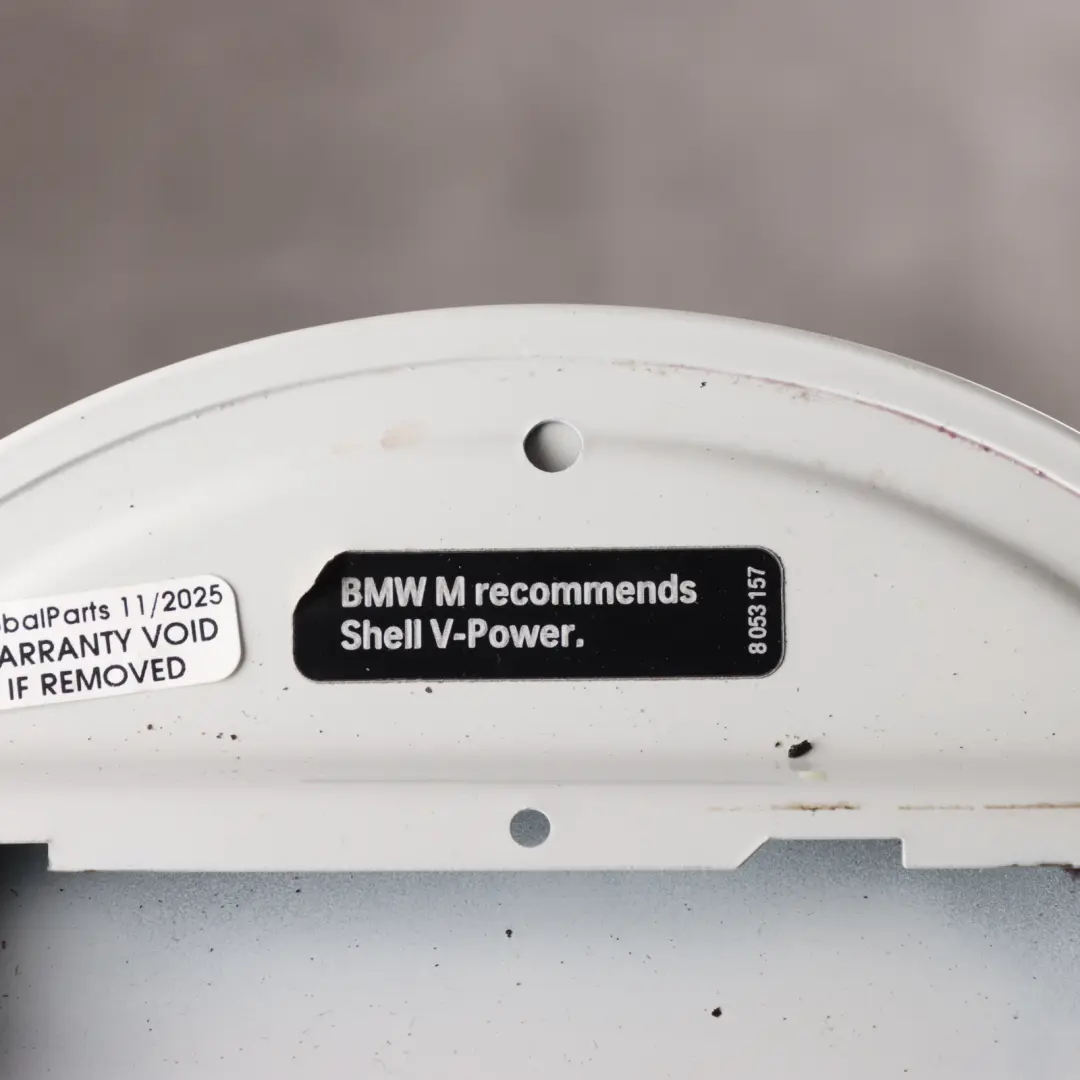 balParts 11/2025
ARRANTY VOID
IF REMOVED
BMW M recommends
Shell V-Power.
8 053 157